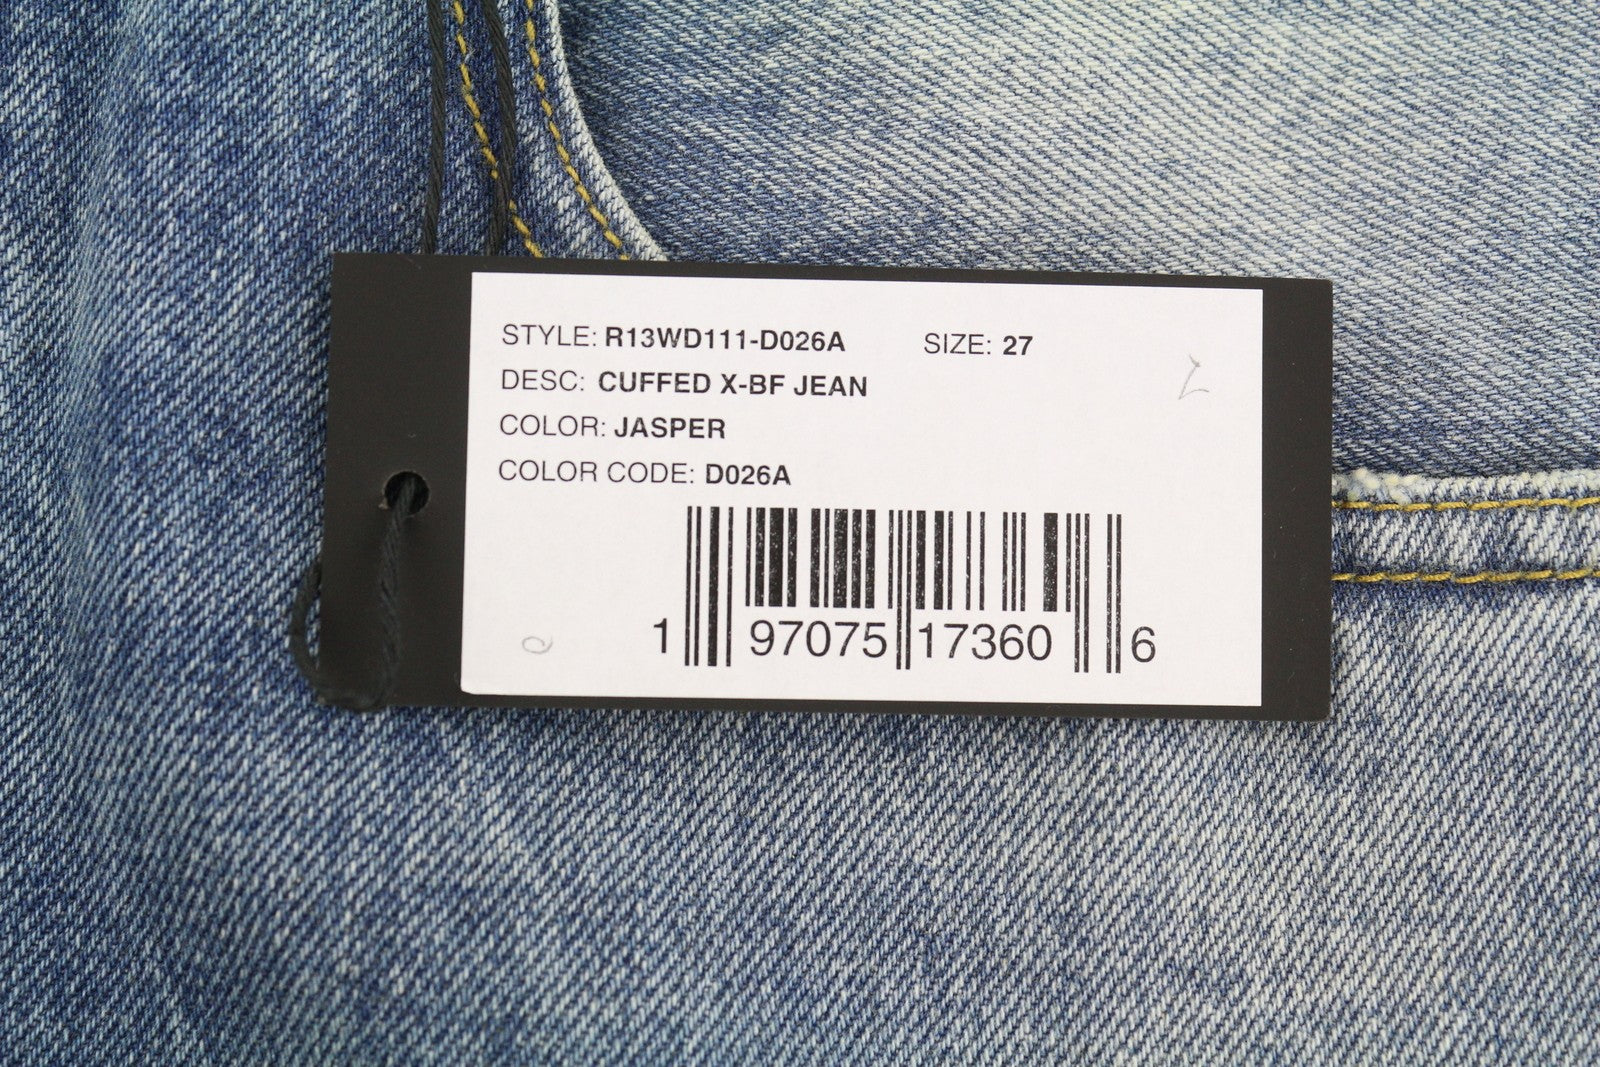 STYLE: R13WD111-D026A SIZE: 27
DESC: CUFFED X-BF JEAN
COLOR: JASPER
COLOR CODE: D026A
1 97075 17360 6